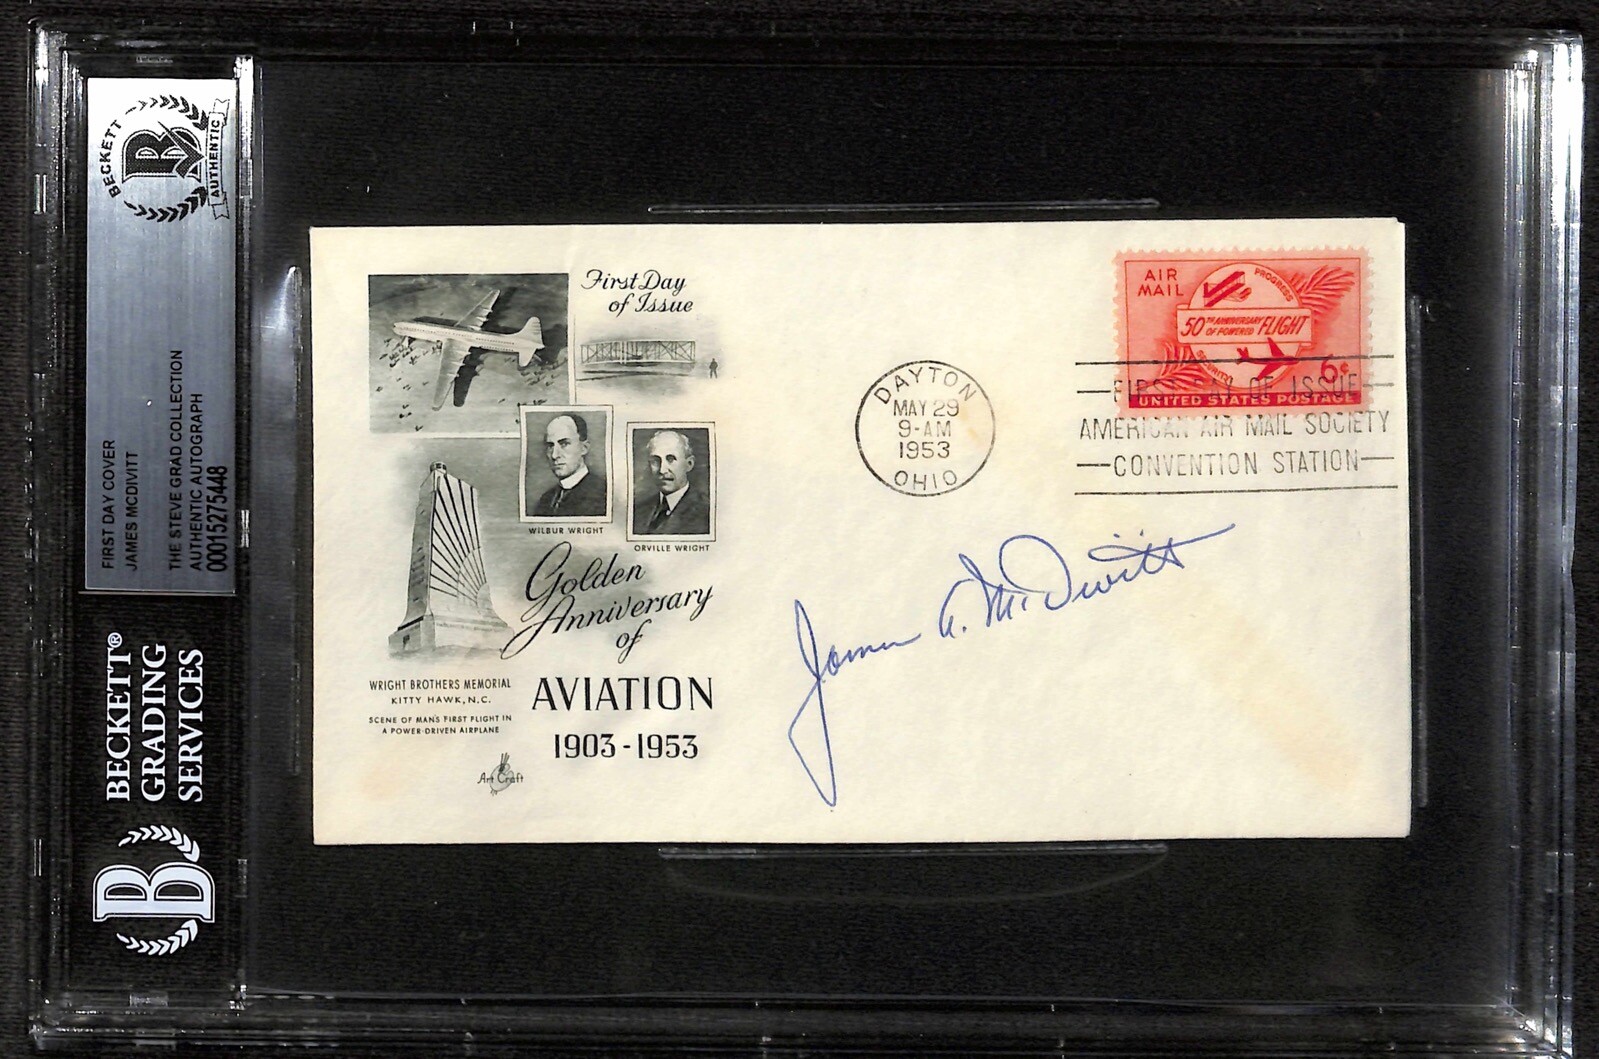 BECKETT
AUTHENTIC
FIRST DAY COVER
JAMES MCDIVITT
THE STEVE GRAD COLLECTION
AUTHENTIC AUTOGRAPH
00015275448
BECKETT®
GRADING
SERVICES
First Day
of Issue
WILBUR WRIGHT
ORVILLE WRIGHT
Golden
Anniversary
of
AVIATION
1903-1953
WRIGHT BROTHERS MEMORIAL
KITTY HAWK, N.C.
SCENE OF MAN'S FIRST FLIGHT IN
A POWER-DRIVEN AIRPLANE
Art Craft
DAYTON
MAY 29
9-AM
1953
OHIO
AIR
MAIL
PROGRESS
50TH ANNIVERSARY
OF POWERED FLIGHT
SECURITY
6¢
UNITED STATES POSTAGE
FIRST DAY OF ISSUE
AMERICAN AIR MAIL SOCIETY
CONVENTION STATION
James A. McDivitt